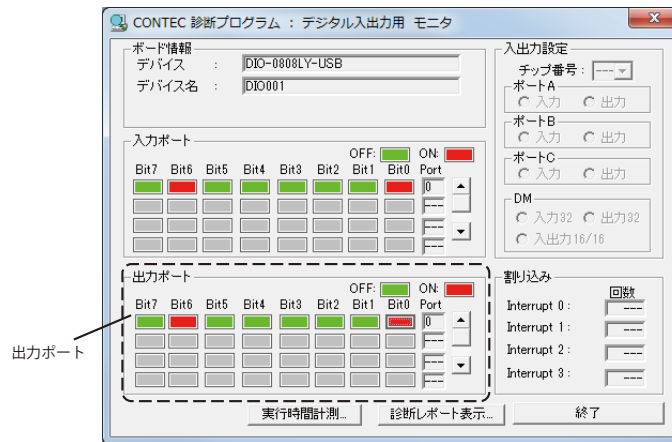 CONTEC 診断プログラム : デジタル入出力用 モニタ
ボード情報
デバイス : DIO-0808LY-USB
デバイス名 : DIO001
入力ポート
OFF: ON:
Bit7 Bit6 Bit5 Bit4 Bit3 Bit2 Bit1 Bit0 Port
0
---
---
---
出力ポート
OFF: ON:
Bit7 Bit6 Bit5 Bit4 Bit3 Bit2 Bit1 Bit0 Port
0
---
---
---
出力ポート
入出力設定
チップ番号: ---
ポートA
入力 出力
ポートB
入力 出力
ポートC
入力 出力
DM
入力32 出力32
入出力16/16
割り込み
回数
Interrupt 0 : ---
Interrupt 1 : ---
Interrupt 2 : ---
Interrupt 3 : ---
実行時間計測... 診断レポート表示... 終了